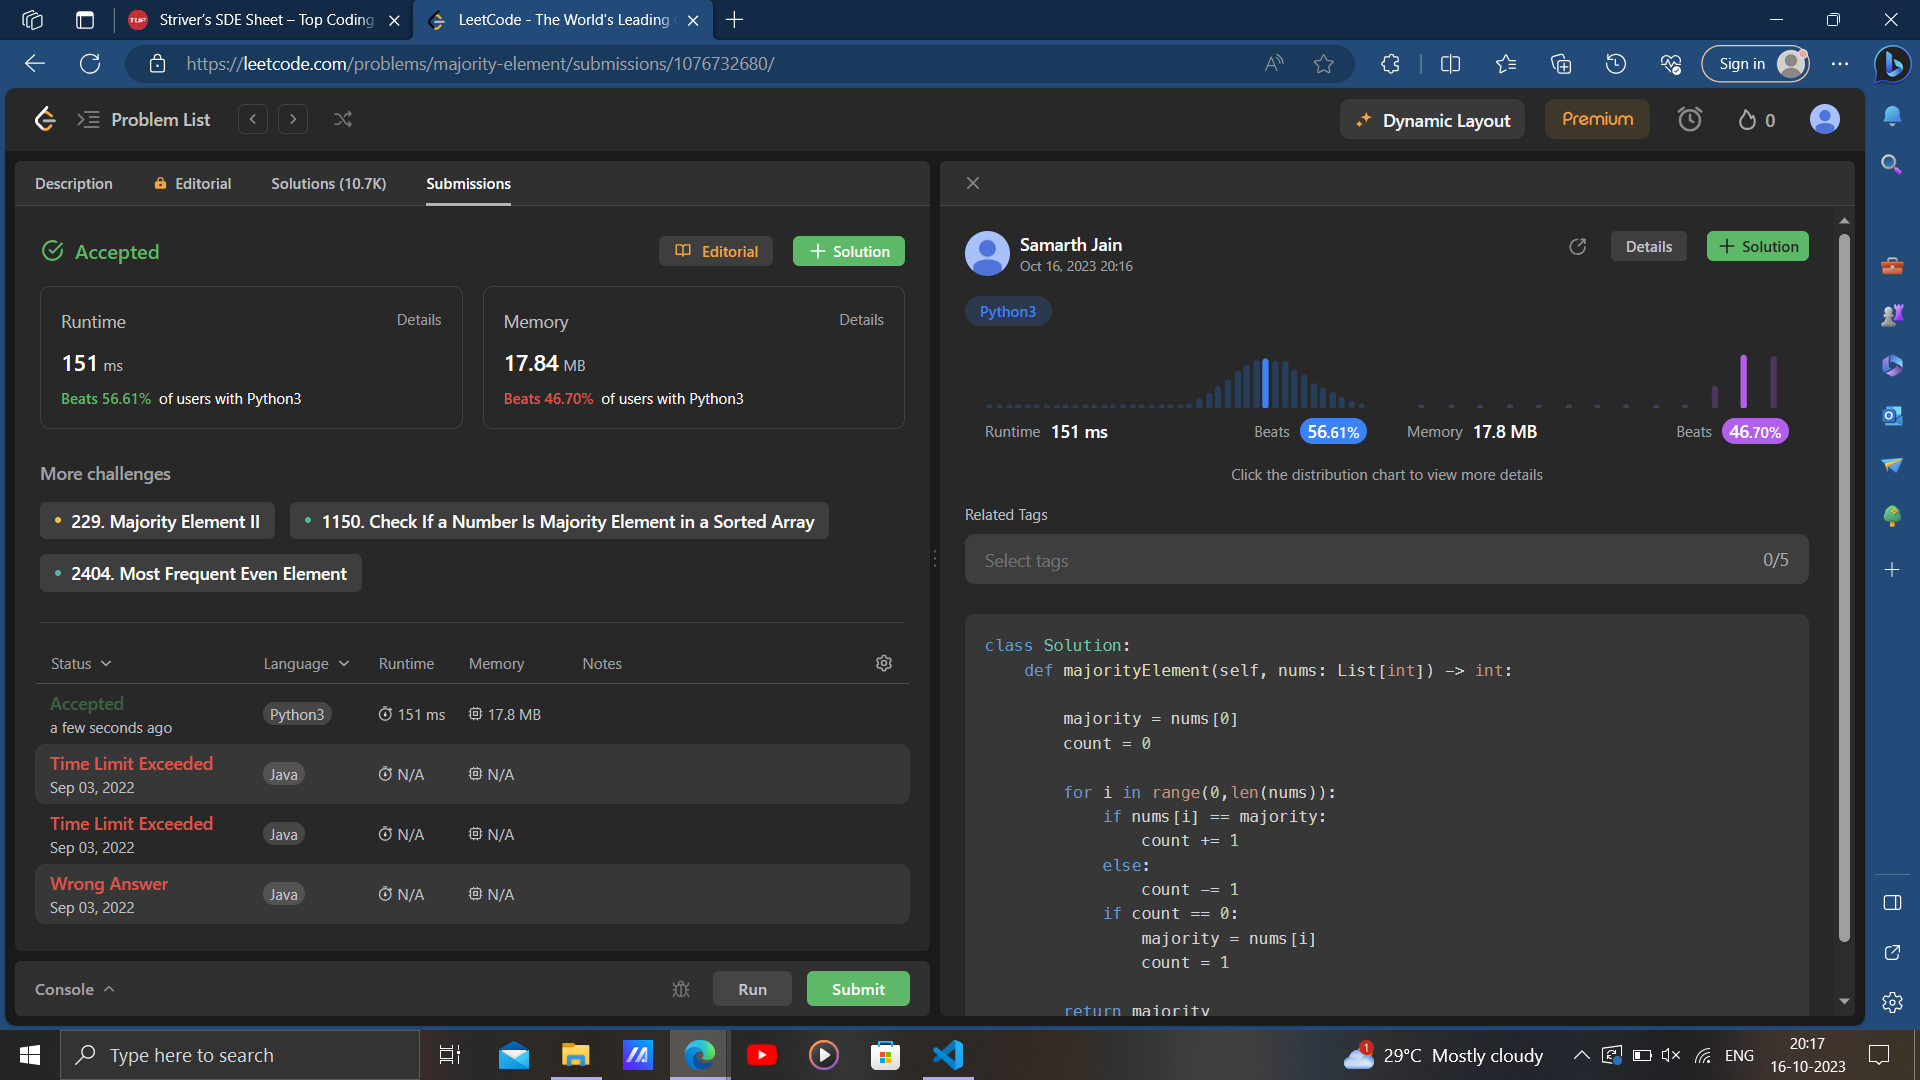 Striver's SDE Sheet – Top Coding
LeetCode - The World's Leading
https://leetcode.com/problems/majority-element/submissions/1076732680/
Sign in
Problem List
Dynamic Layout
Premium
0
Description
Editorial
Solutions (10.7K)
Submissions
Accepted
Editorial
Solution
Runtime
Details
151 ms
Beats 56.61% of users with Python3
Memory
Details
17.84 MB
Beats 46.70% of users with Python3
More challenges
229. Majority Element II
1150. Check If a Number Is Majority Element in a Sorted Array
2404. Most Frequent Even Element
Status Language Runtime Memory Notes
Accepted
a few seconds ago
Python3
151 ms
17.8 MB
Time Limit Exceeded
Sep 03, 2022
Java
N/A
N/A
Time Limit Exceeded
Sep 03, 2022
Java
N/A
N/A
Wrong Answer
Sep 03, 2022
Java
N/A
N/A
Console
Run
Submit
Samarth Jain
Oct 16, 2023 20:16
Details
Solution
Python3
Runtime 151 ms
Beats 56.61%
Memory 17.8 MB
Beats 46.70%
Click the distribution chart to view more details
Related Tags
Select tags
0/5
class Solution:
def majorityElement(self, nums: List[int]) -> int:
majority = nums[0]
count = 0
for i in range(0,len(nums)):
if nums[i] == majority:
count += 1
else:
count -= 1
if count == 0:
majority = nums[i]
count = 1
return majority
Type here to search
1
29°C Mostly cloudy
ENG
20:17
16-10-2023